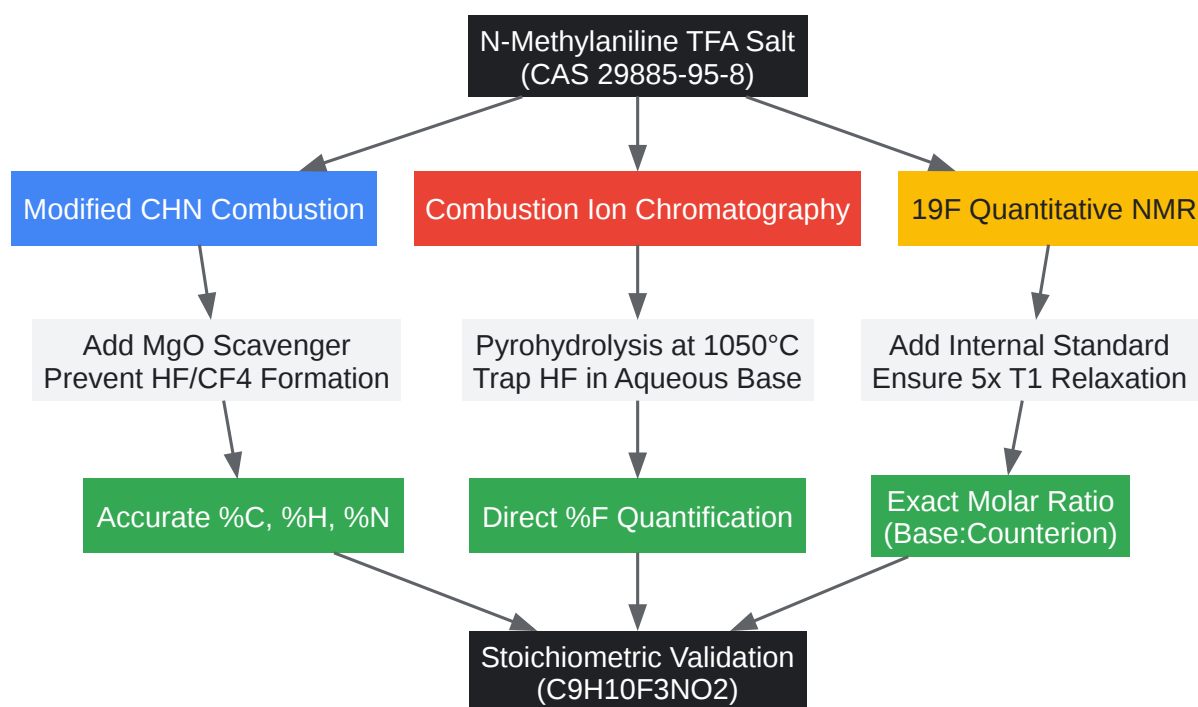 N-Methylaniline TFA Salt
(CAS 29885-95-8)
Modified CHN Combustion
Combustion Ion Chromatography
19F Quantitative NMR
Add MgO Scavenger
Prevent HF/CF4 Formation
Pyrohydrolysis at 1050°C
Trap HF in Aqueous Base
Add Internal Standard
Ensure 5x T1 Relaxation
Accurate %C, %H, %N
Direct %F Quantification
Exact Molar Ratio
(Base:Counterion)
Stoichiometric Validation
(C9H10F3NO2)